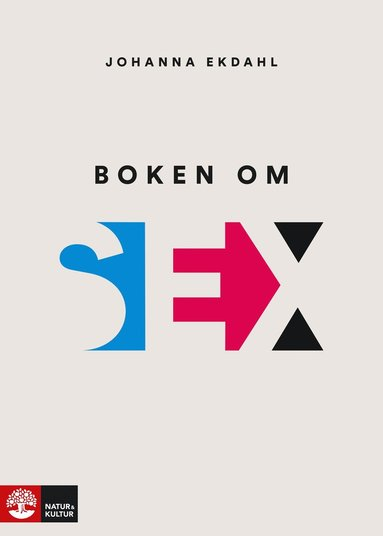 JOHANNA EKDAHL
BOKEN OM
SEX
NATUR&
KULTUR